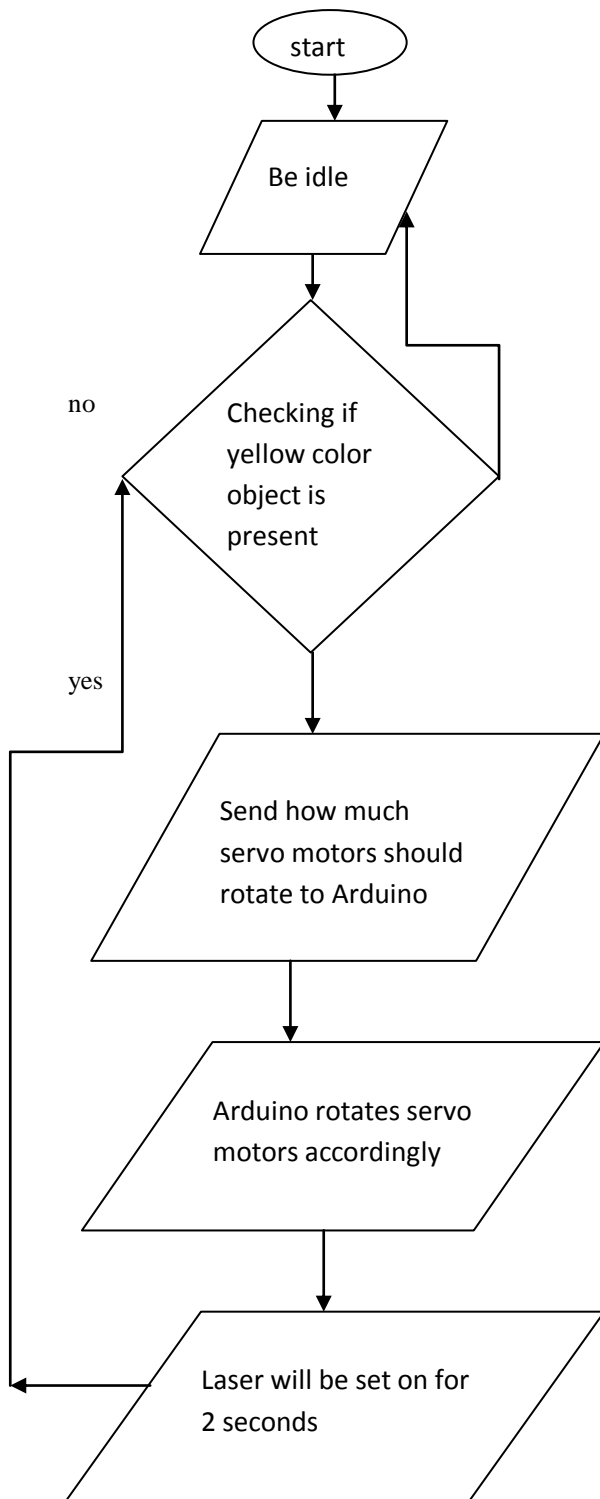 start
Be idle
no
Checking if
yellow color
object is
present
yes
Send how much
servo motors should
rotate to Arduino
Arduino rotates servo
motors accordingly
Laser will be set on for
2 seconds